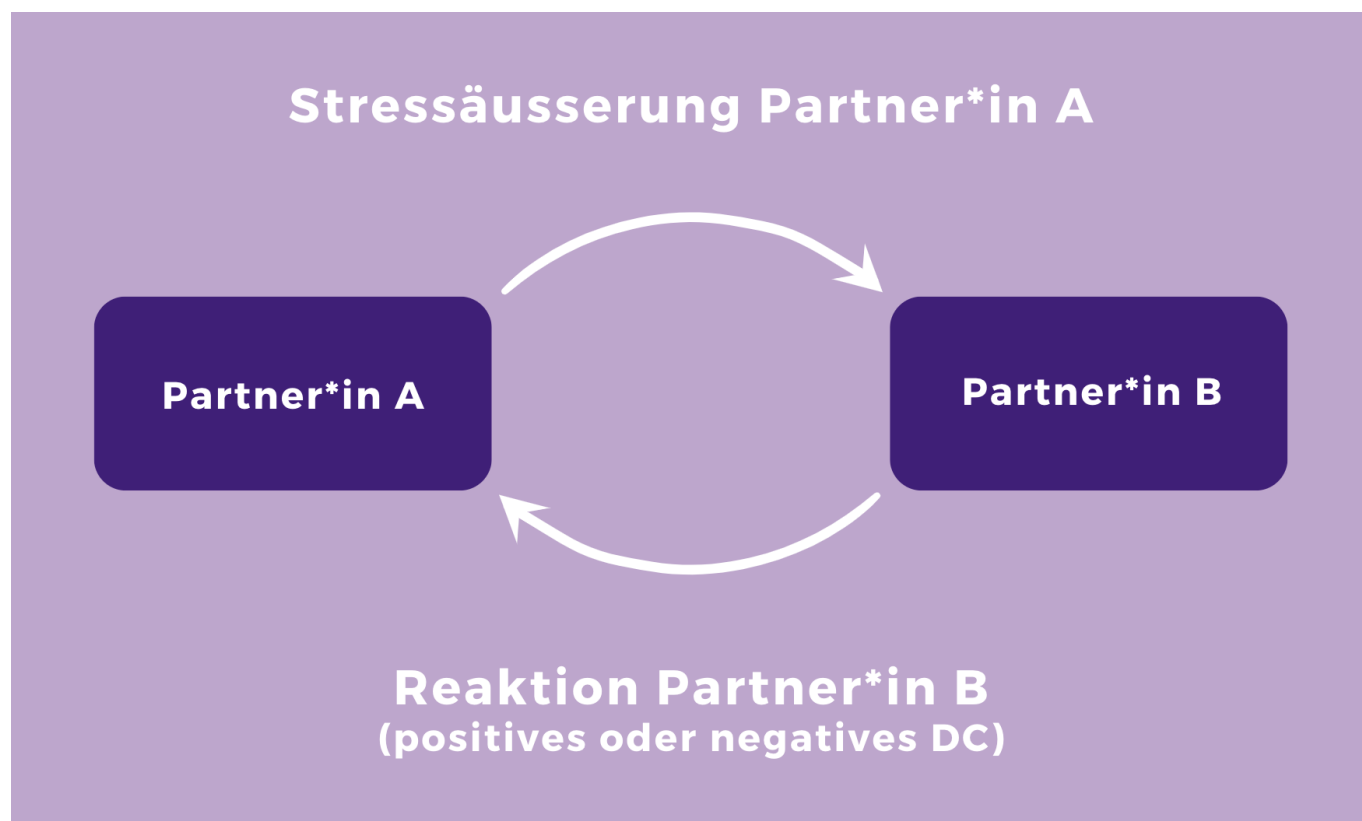 Stressäusserung Partner*in A
Partner*in A
Partner*in B
Reaktion Partner*in B
(positives oder negatives DC)